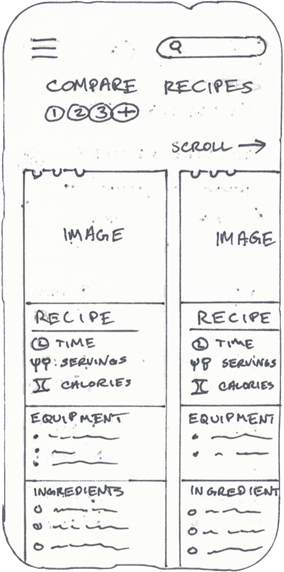 COMPARE RECIPES
1 2 3 +
SCROLL →
IMAGE
RECIPE
TIME
SERVINGS
CALORIES
EQUIPMENT
INGREDIENTS
IMAGE
RECIPE
TIME
SERVINGS
CALORIES
EQUIPMENT
INGREDIENT